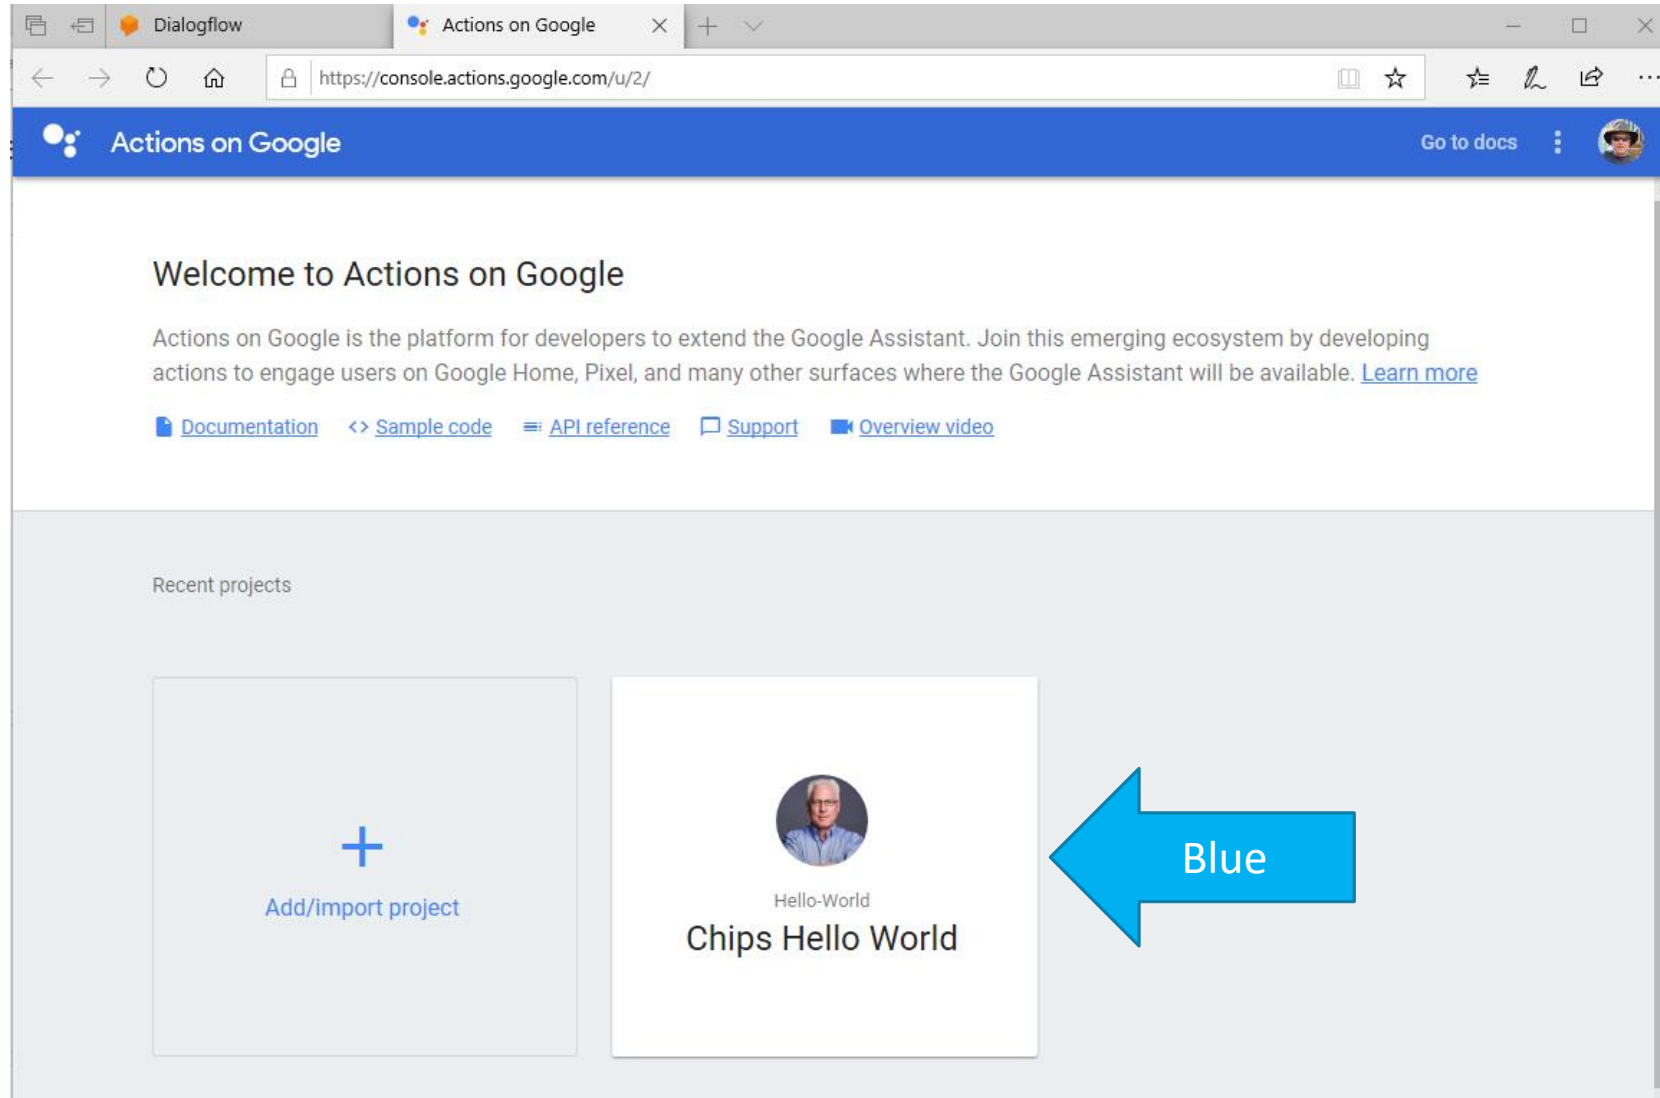 Dialogflow
Actions on Google
https://console.actions.google.com/u/2/
Actions on Google
Go to docs
Welcome to Actions on Google
Actions on Google is the platform for developers to extend the Google Assistant. Join this emerging ecosystem by developing
actions to engage users on Google Home, Pixel, and many other surfaces where the Google Assistant will be available. Learn more
Documentation <> Sample code API reference Support Overview video
Recent projects
+
Add/import project
Hello-World
Chips Hello World
Blue